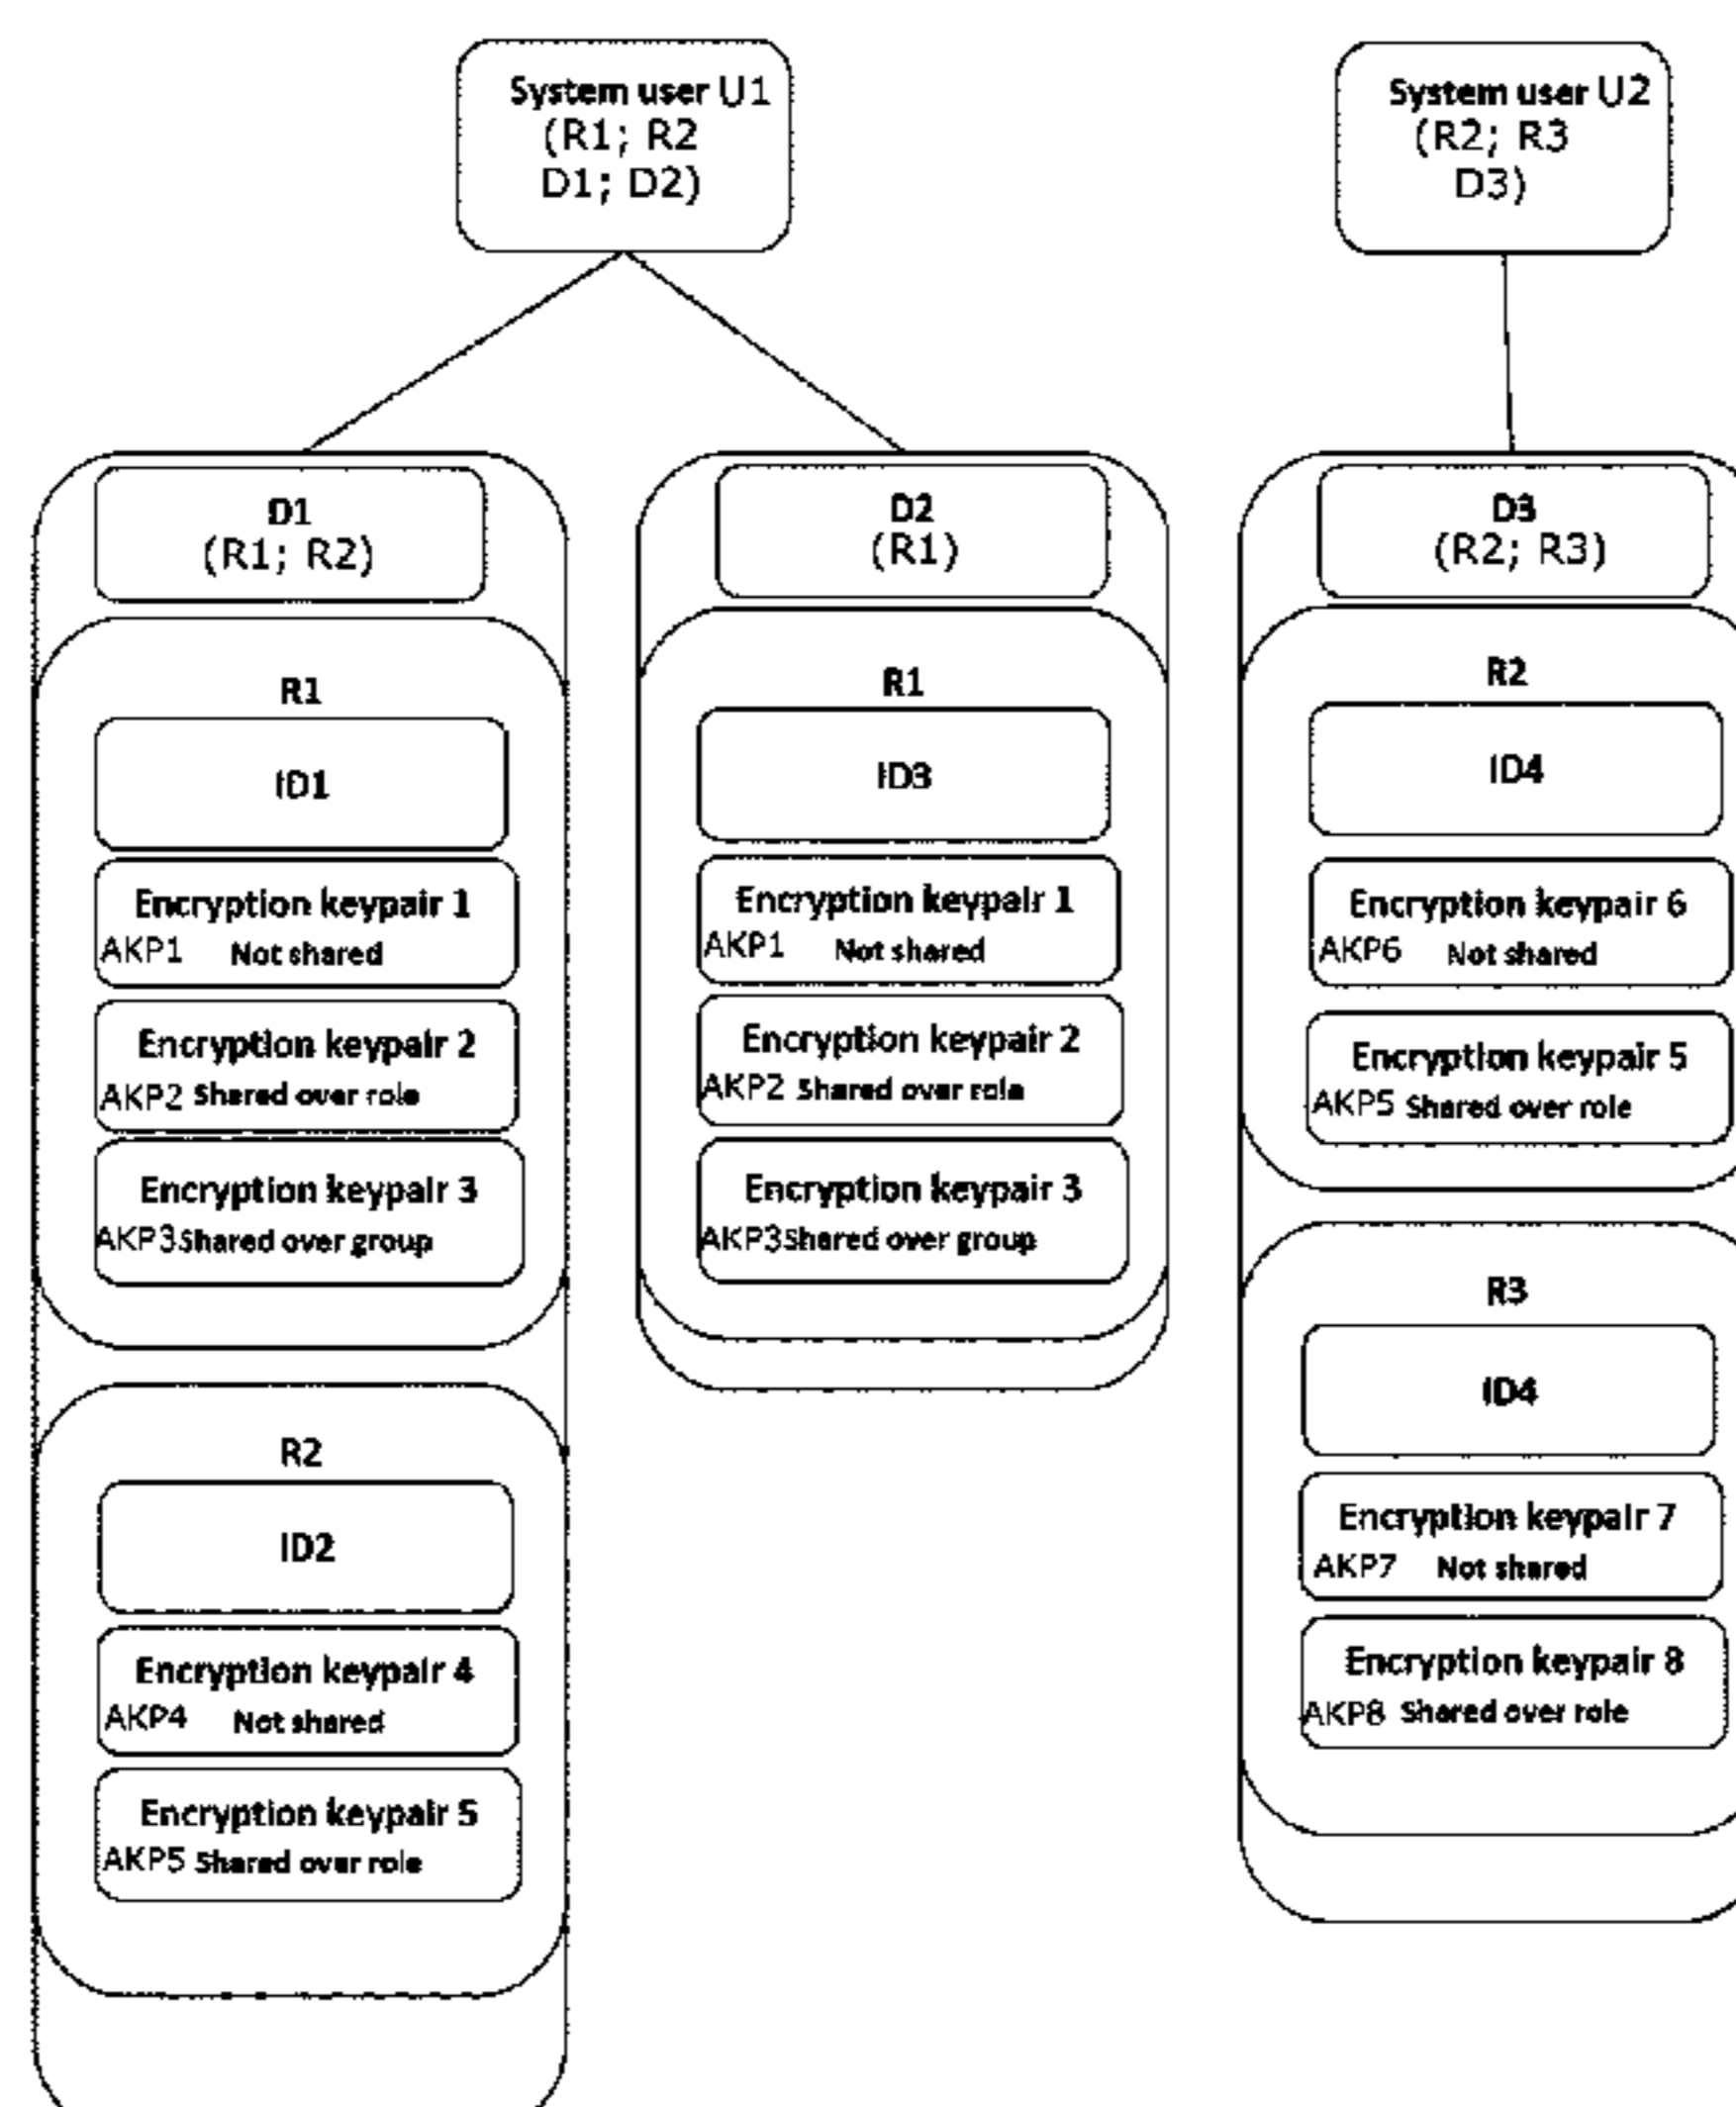 System user U1
(R1; R2
D1; D2)
System user U2
(R2; R3
D3)
D1
(R1; R2)
R1
ID1
Encryption keypair 1
AKP1 Not shared
Encryption keypair 2
AKP2 Shared over role
Encryption keypair 3
AKP3 Shared over group
R2
ID2
Encryption keypair 4
AKP4 Not shared
Encryption keypair 5
AKP5 Shared over role
D2
(R1)
R1
ID3
Encryption keypair 1
AKP1 Not shared
Encryption keypair 2
AKP2 Shared over role
Encryption keypair 3
AKP3 Shared over group
D3
(R2; R3)
R2
ID4
Encryption keypair 6
AKP6 Not shared
Encryption keypair 5
AKP5 Shared over role
R3
ID4
Encryption keypair 7
AKP7 Not shared
Encryption keypair 8
AKP8 Shared over role